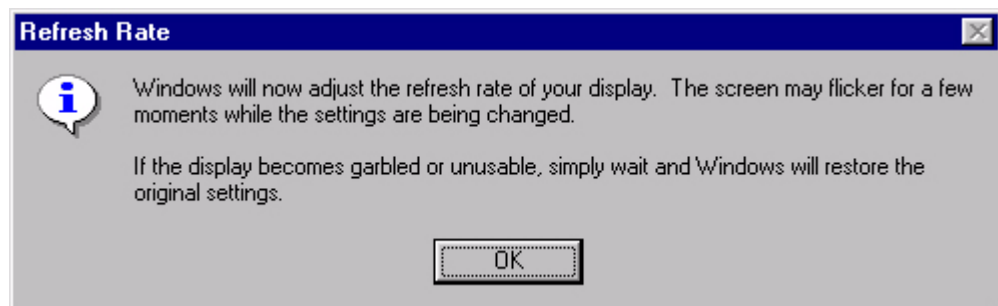 Refresh Rate
Windows will now adjust the refresh rate of your display.  The screen may flicker for a few
moments while the settings are being changed.
If the display becomes garbled or unusable, simply wait and Windows will restore the
original settings.
OK